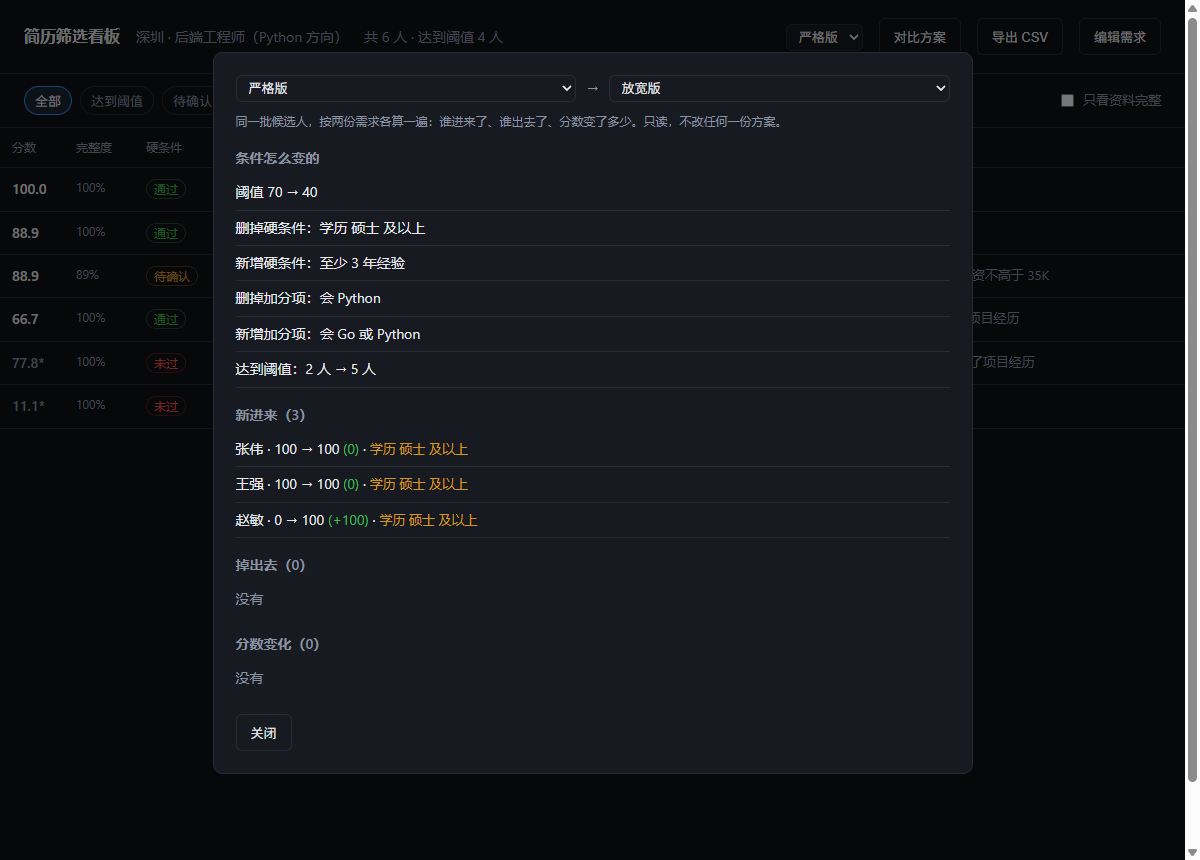 简历筛选看板 深圳 · 后端工程师（Python 方向） 共 6 人 · 达到阈值 4 人 严格版 对比方案 导出 CSV 编辑需求
严格版 → 放宽版
全部 达到阈值 待确认 只看资料完整
同一批候选人，按两份需求各算一遍：谁进来了、谁出去了、分数变了多少。只读，不改任何一份方案。
分数 完整度 硬条件
条件怎么变的
100.0 100% 通过
阈值 70 → 40
88.9 100% 通过
删掉硬条件：学历 硕士 及以上
新增硬条件：至少 3 年经验
88.9 89% 待确认 资不高于 35K
删掉加分项：会 Python
66.7 100% 通过 项目经历
新增加分项：会 Go 或 Python
77.8* 100% 未过 了项目经历
达到阈值：2 人 → 5 人
11.1* 100% 未过
新进来（3）
张伟 · 100 → 100 (0) · 学历 硕士 及以上
王强 · 100 → 100 (0) · 学历 硕士 及以上
赵敏 · 0 → 100 (+100) · 学历 硕士 及以上
掉出去（0）
没有
分数变化（0）
没有
关闭